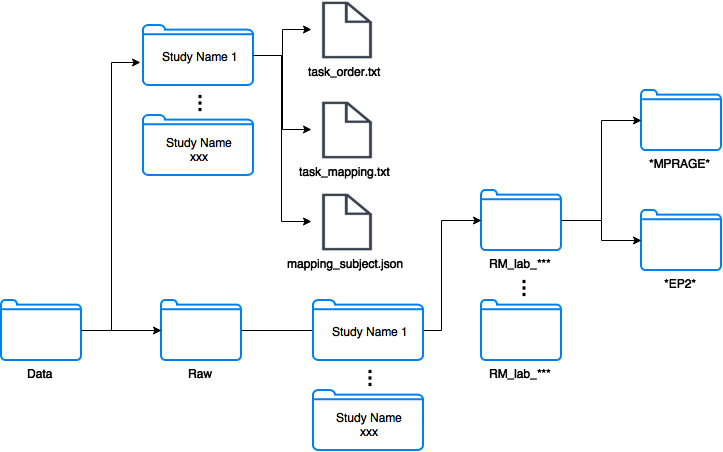 Study Name 1
task_order.txt
Study Name
xxx
task_mapping.txt
*MPRAGE*
mapping_subject.json
RM_lab_***
*EP2*
Data
Raw
Study Name 1
RM_lab_***
Study Name
xxx